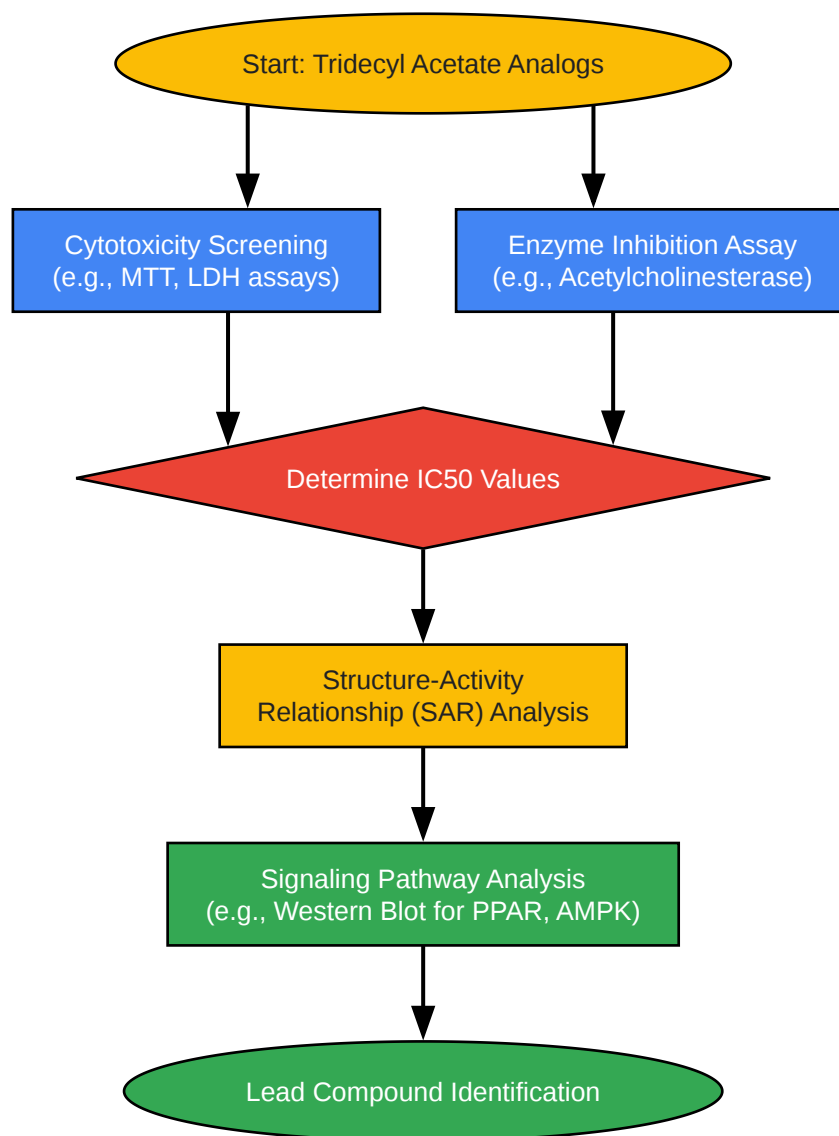 Start: Tridecyl Acetate Analogs
Cytotoxicity Screening
(e.g., MTT, LDH assays)
Enzyme Inhibition Assay
(e.g., Acetylcholinesterase)
Determine IC50 Values
Structure-Activity
Relationship (SAR) Analysis
Signaling Pathway Analysis
(e.g., Western Blot for PPAR, AMPK)
Lead Compound Identification